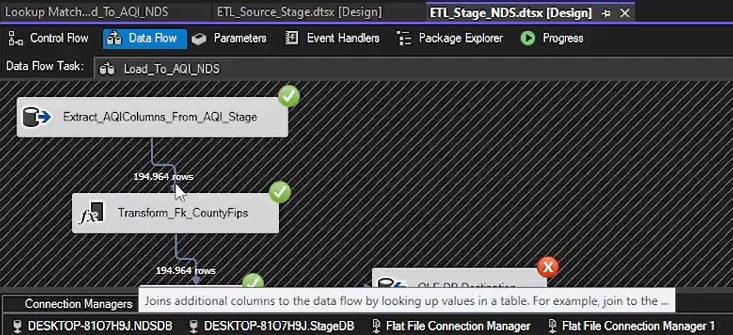 Lookup Match...d_To_AQI_NDS ETL_Source_Stage.dtsx [Design] ETL_Stage_NDS.dtsx [Design]
Control Flow Data Flow Parameters Event Handlers Package Explorer Progress
Data Flow Task: Load_To_AQI_NDS
Extract_AQIColumns_From_AQI_Stage
194.964 rows
Transform_Fk_CountyFips
194.964 rows
OLE DB Destination
Connection Managers
Joins additional columns to the data flow by looking up values in a table. For example, join to the ...
DESKTOP-81O7H9J.NDSDB DESKTOP-81O7H9J.StageDB Flat File Connection Manager Flat File Connection Manager 1